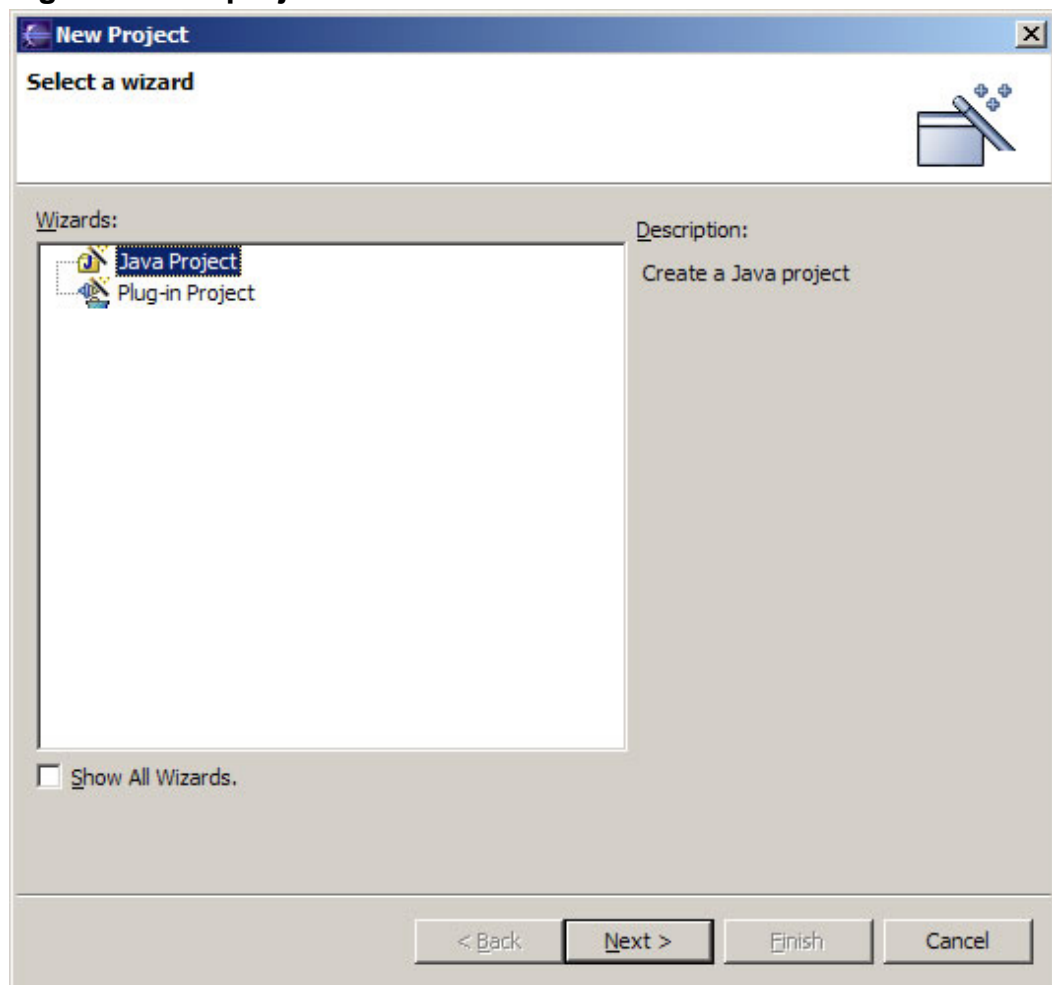 New Project
Select a wizard
Wizards:
Description:
Java Project
Create a Java project
Plug-in Project
Show All Wizards.
< Back
Next >
Finish
Cancel